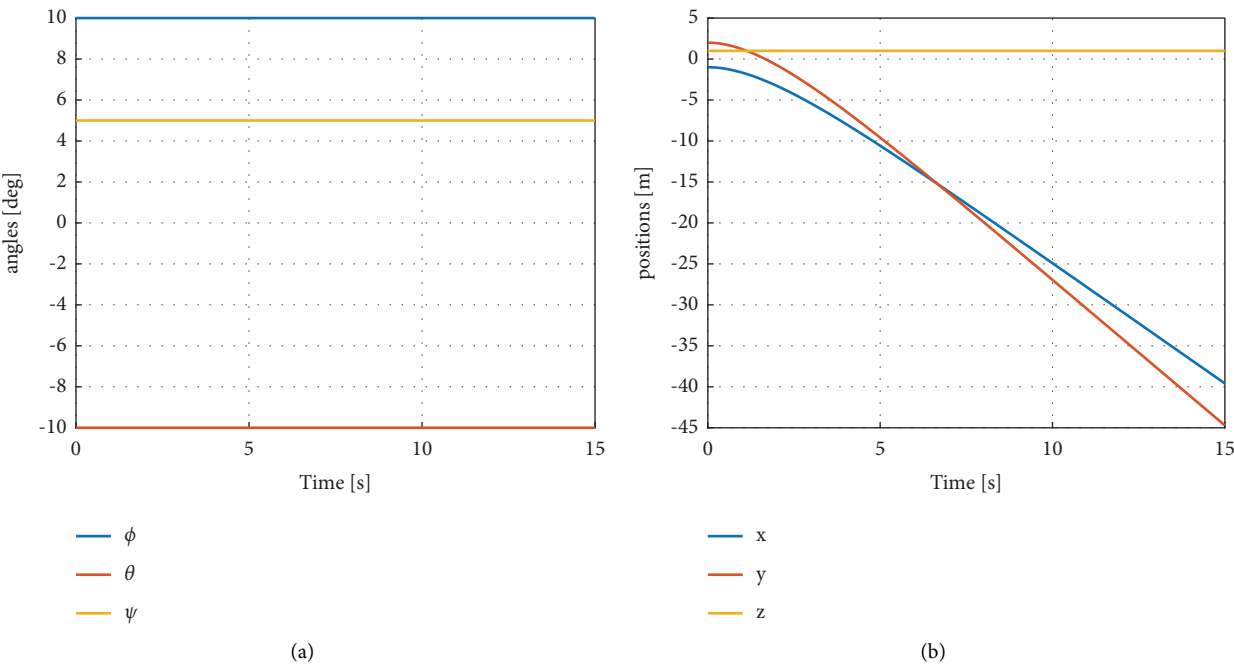 10
8
6
4
2
0
-2
-4
-6
-8
-10
angles [deg]
0 5 10 15
Time [s]
ϕ
θ
ψ
(a)
5
0
-5
-10
-15
-20
-25
-30
-35
-40
-45
positions [m]
0 5 10 15
Time [s]
x
y
z
(b)